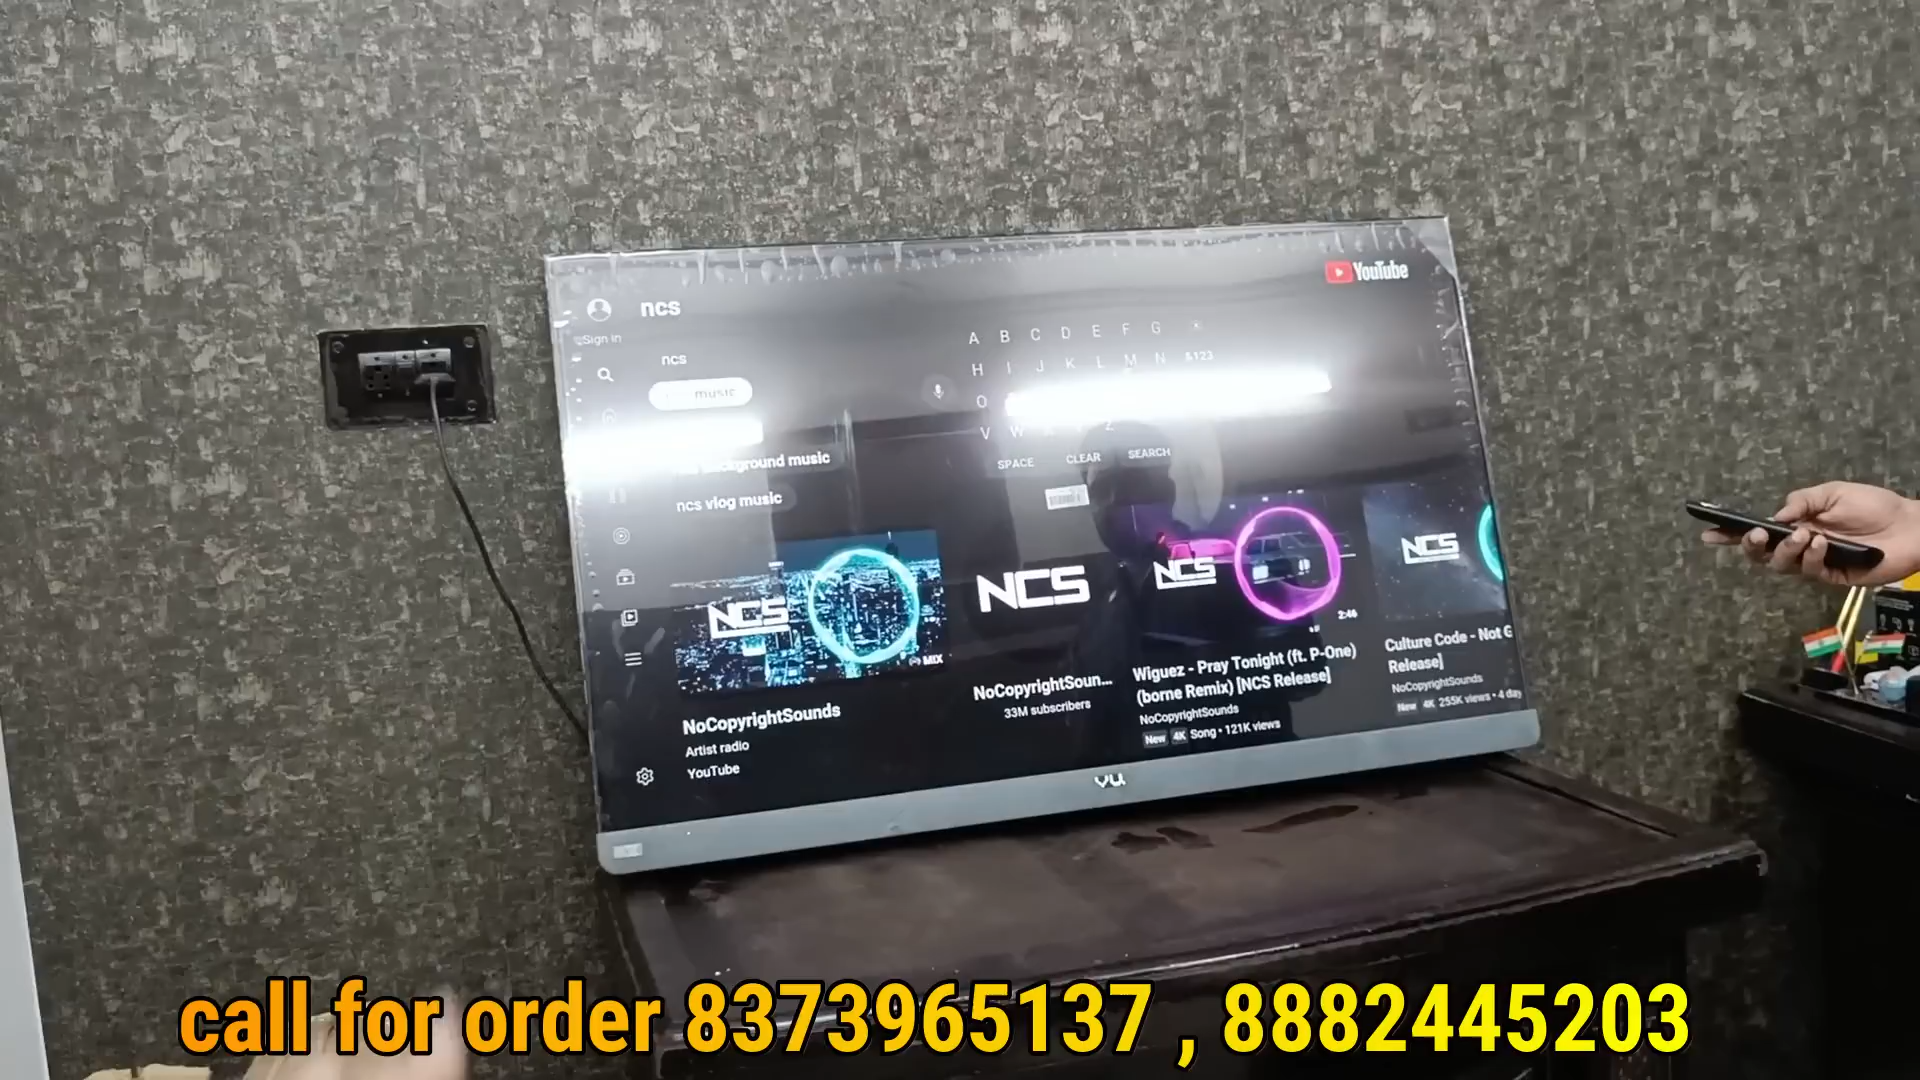 YouTube
ncs
Sign in
ncs
music
background music
ncs vlog music
A B C D E F G
H I J K L M N &123
O
V W Z
SPACE CLEAR SEARCH
NCS
MIX
NoCopyrightSounds
Artist radio
YouTube
NCS
NoCopyrightSoun...
33M subscribers
NCS
2:46
Wiguez - Pray Tonight (ft. P-One)
(borne Remix) [NCS Release]
NoCopyrightSounds
New 4K Song • 121K views
NCS
Culture Code - Not G
Release]
NoCopyrightSounds
New 4K 255K views • 4 day
vu
call for order 8373965137 , 8882445203